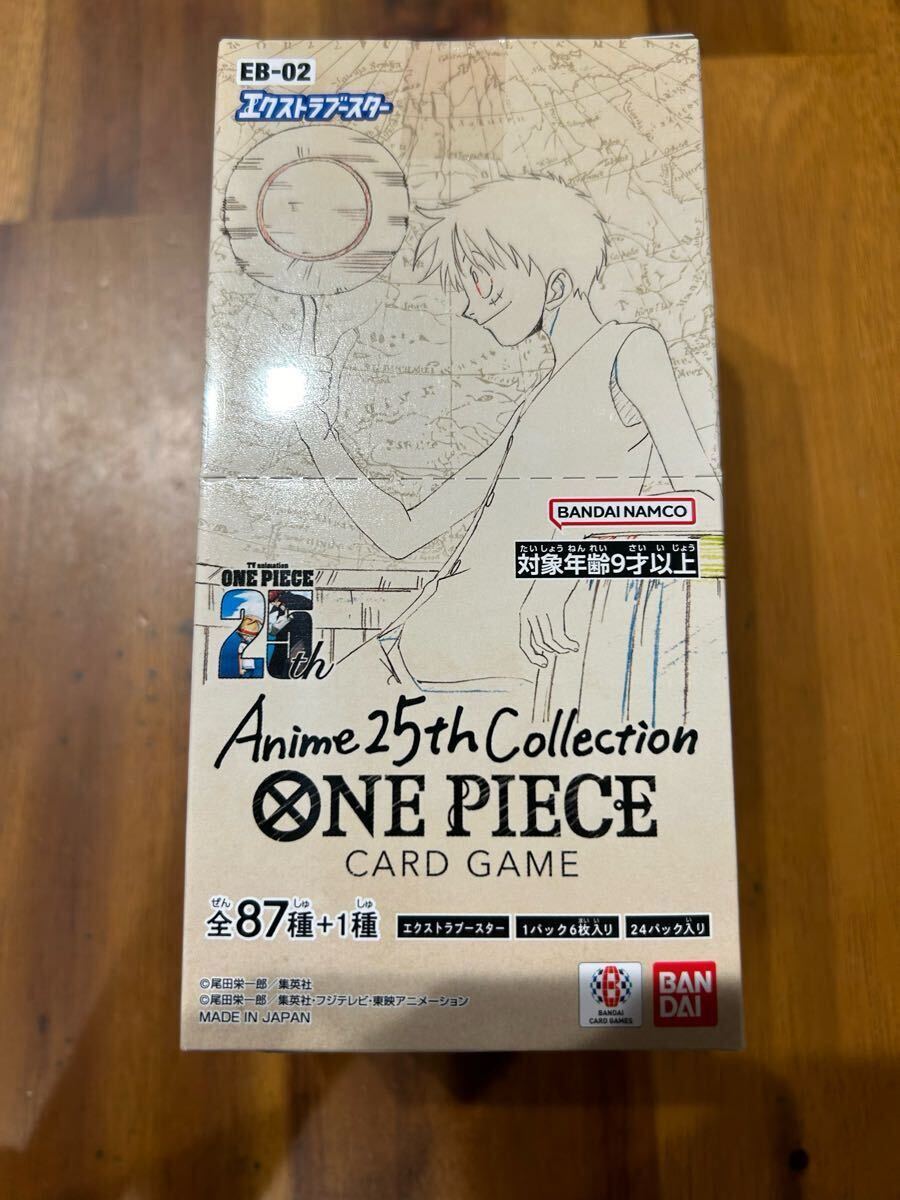 EB-02
エクストラブースター
BANDAI NAMCO
たいしょうねんれい さいいじょう
対象年齢9才以上
TV animation
ONE PIECE
25th
Anime 25th Collection
ONE PIECE
CARD GAME
ぜん しゅ しゅ
全87種+1種
エクストラブースター
まいい
1パック6枚入り
い
24パック入り
©尾田栄一郎/集英社
©尾田栄一郎/集英社・フジテレビ・東映アニメーション
MADE IN JAPAN
BANDAI
CARD GAMES
BAN
DAI